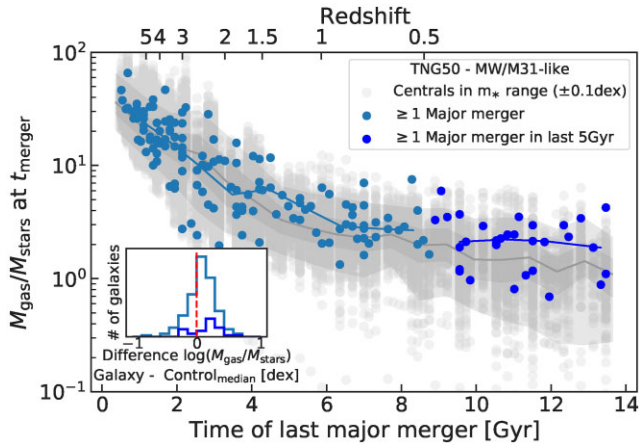 Redshift
5 4 3 2 1.5 1 0.5
10² 10¹ 10⁰ 10⁻¹
M_gas/M_stars at t_merger
TNG50 - MW/M31-like
Centrals in m_* range (±0.1dex)
≥ 1 Major merger
≥ 1 Major merger in last 5Gyr
# of galaxies
−1 0 1
Difference log(M_gas/M_stars)
Galaxy - Control_median [dex]
0 2 4 6 8 10 12 14
Time of last major merger [Gyr]